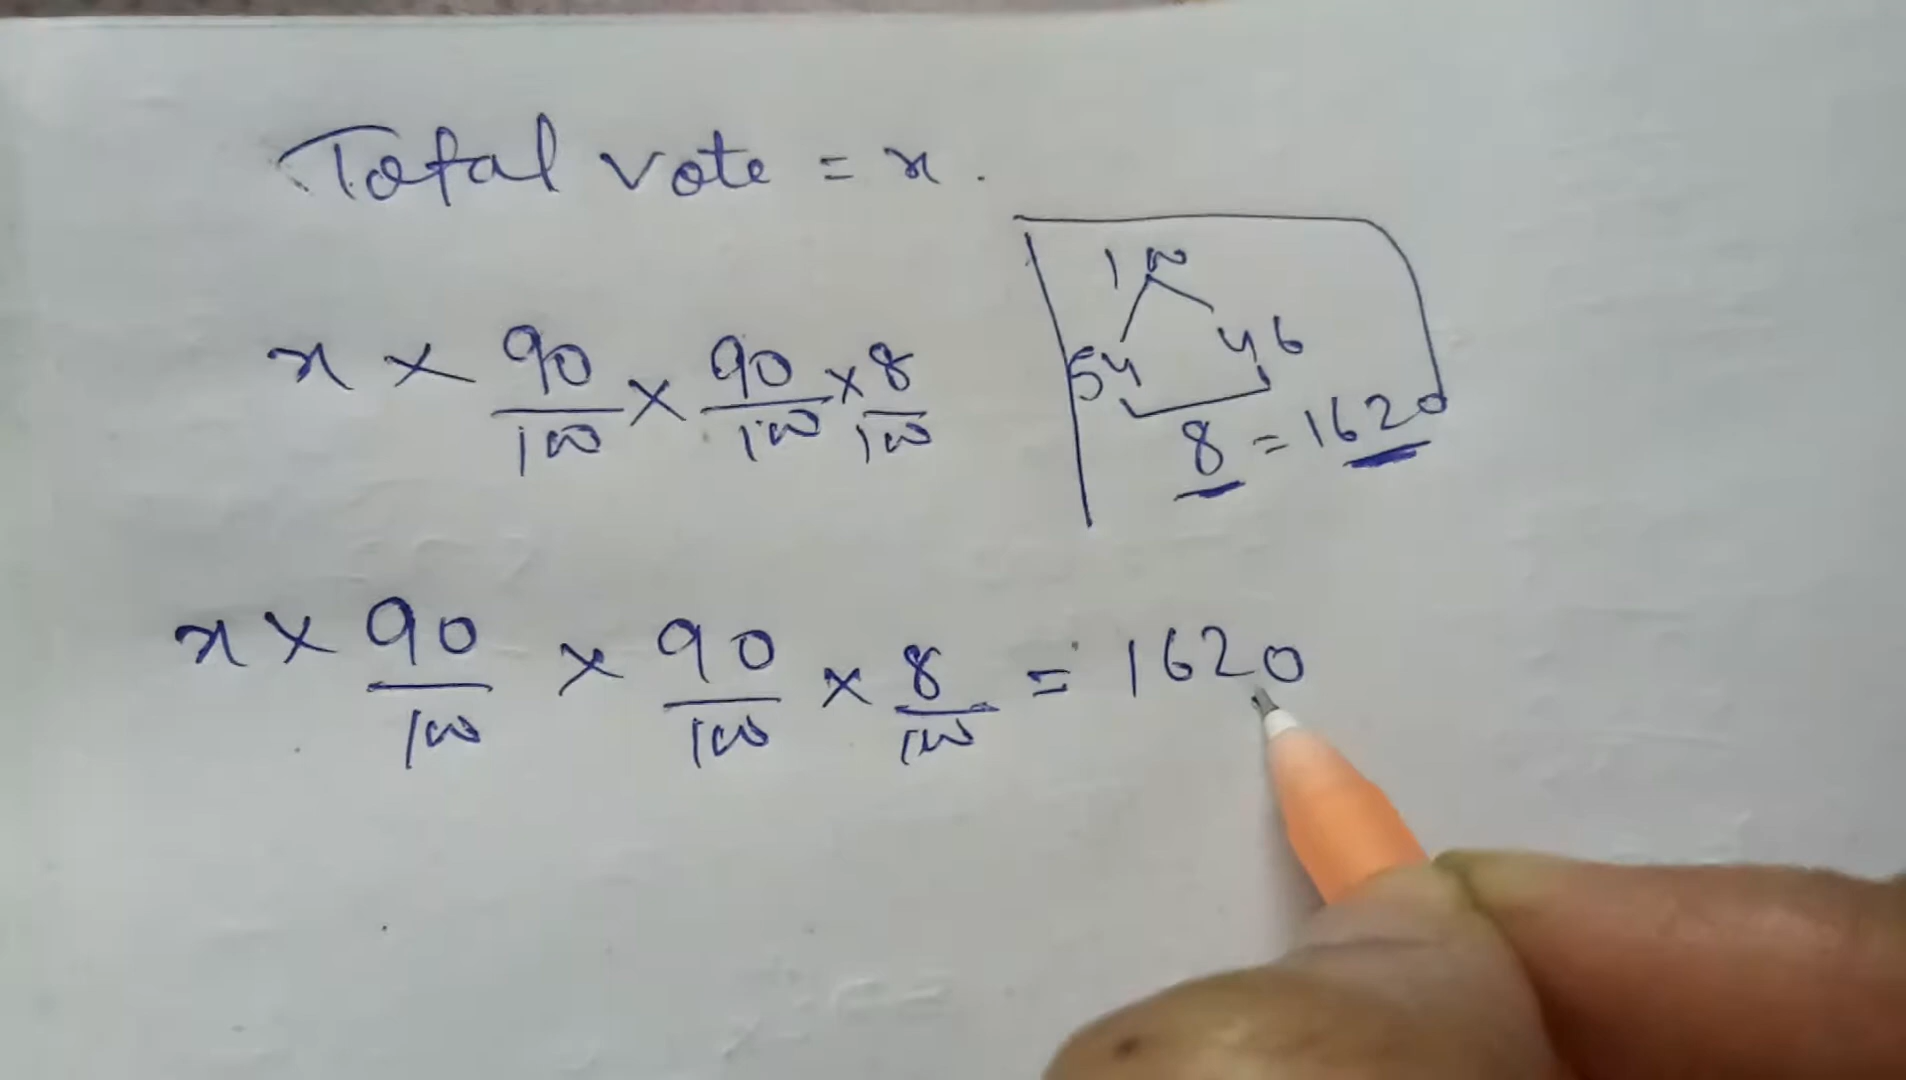 Total vote = x.
x × 90/100 × 90/100 × 8/100
100
54 46
8 = 1620
x × 90/100 × 90/100 × 8/100 = 1620